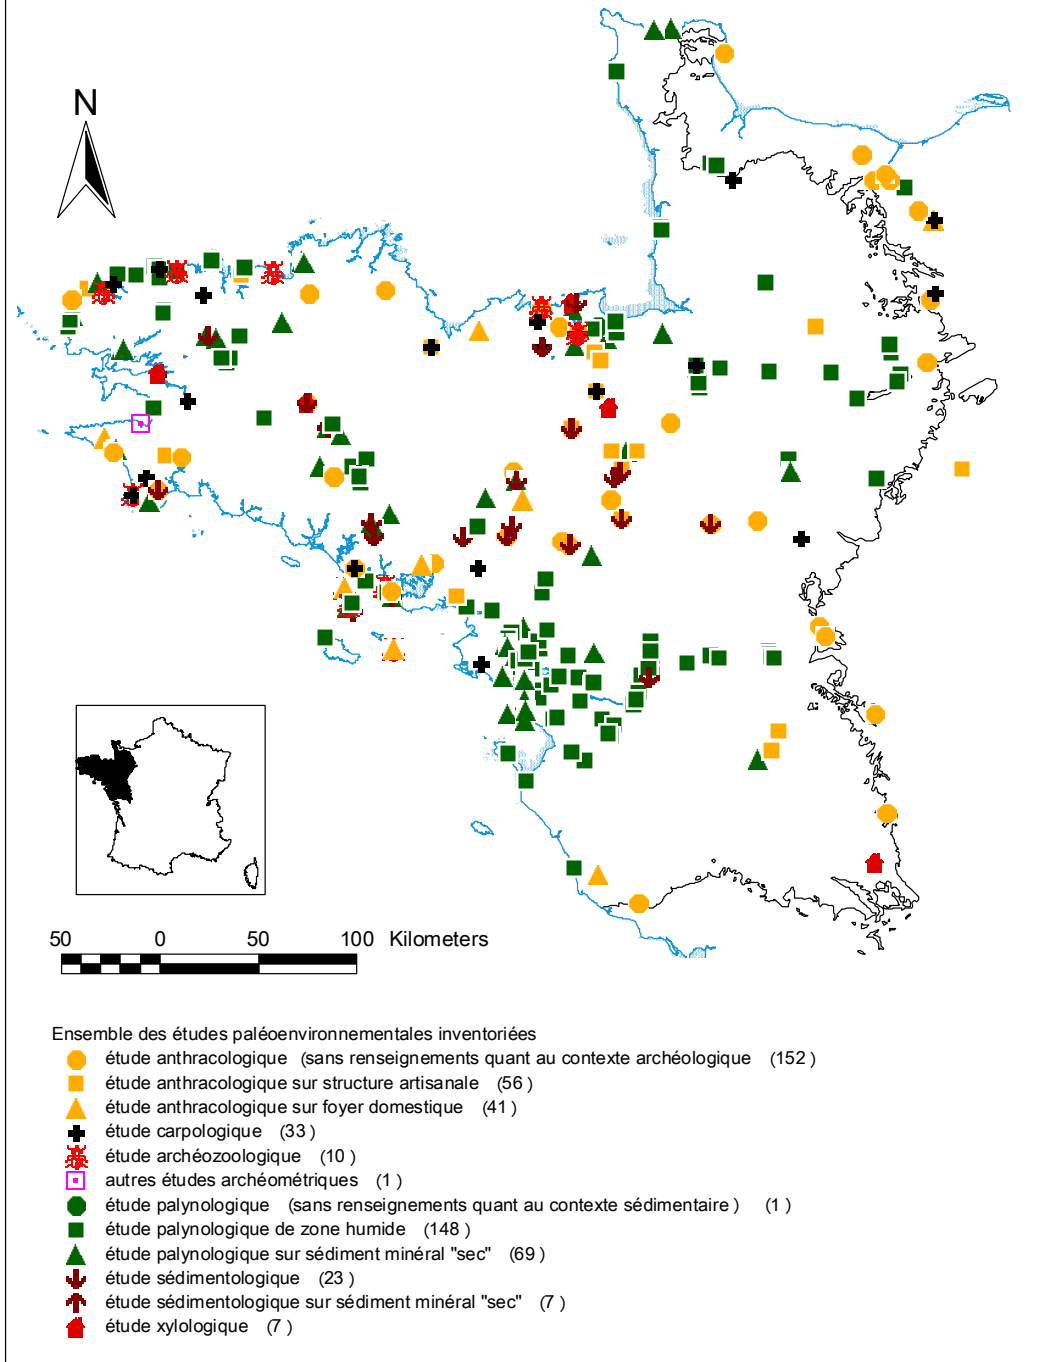 N
50 0 50 100 Kilometers
Ensemble des études paléoenvironnementales inventoriées
étude anthracologique (sans renseignements quant au contexte archéologique (152)
étude anthracologique sur structure artisanale (56)
étude anthracologique sur foyer domestique (41)
étude carpologique (33)
étude archéozoologique (10)
autres études archéométriques (1)
étude palynologique (sans renseignements quant au contexte sédimentaire) (1)
étude palynologique de zone humide (148)
étude palynologique sur sédiment minéral "sec" (69)
étude sédimentologique (23)
étude sédimentologique sur sédiment minéral "sec" (7)
étude xylologique (7)